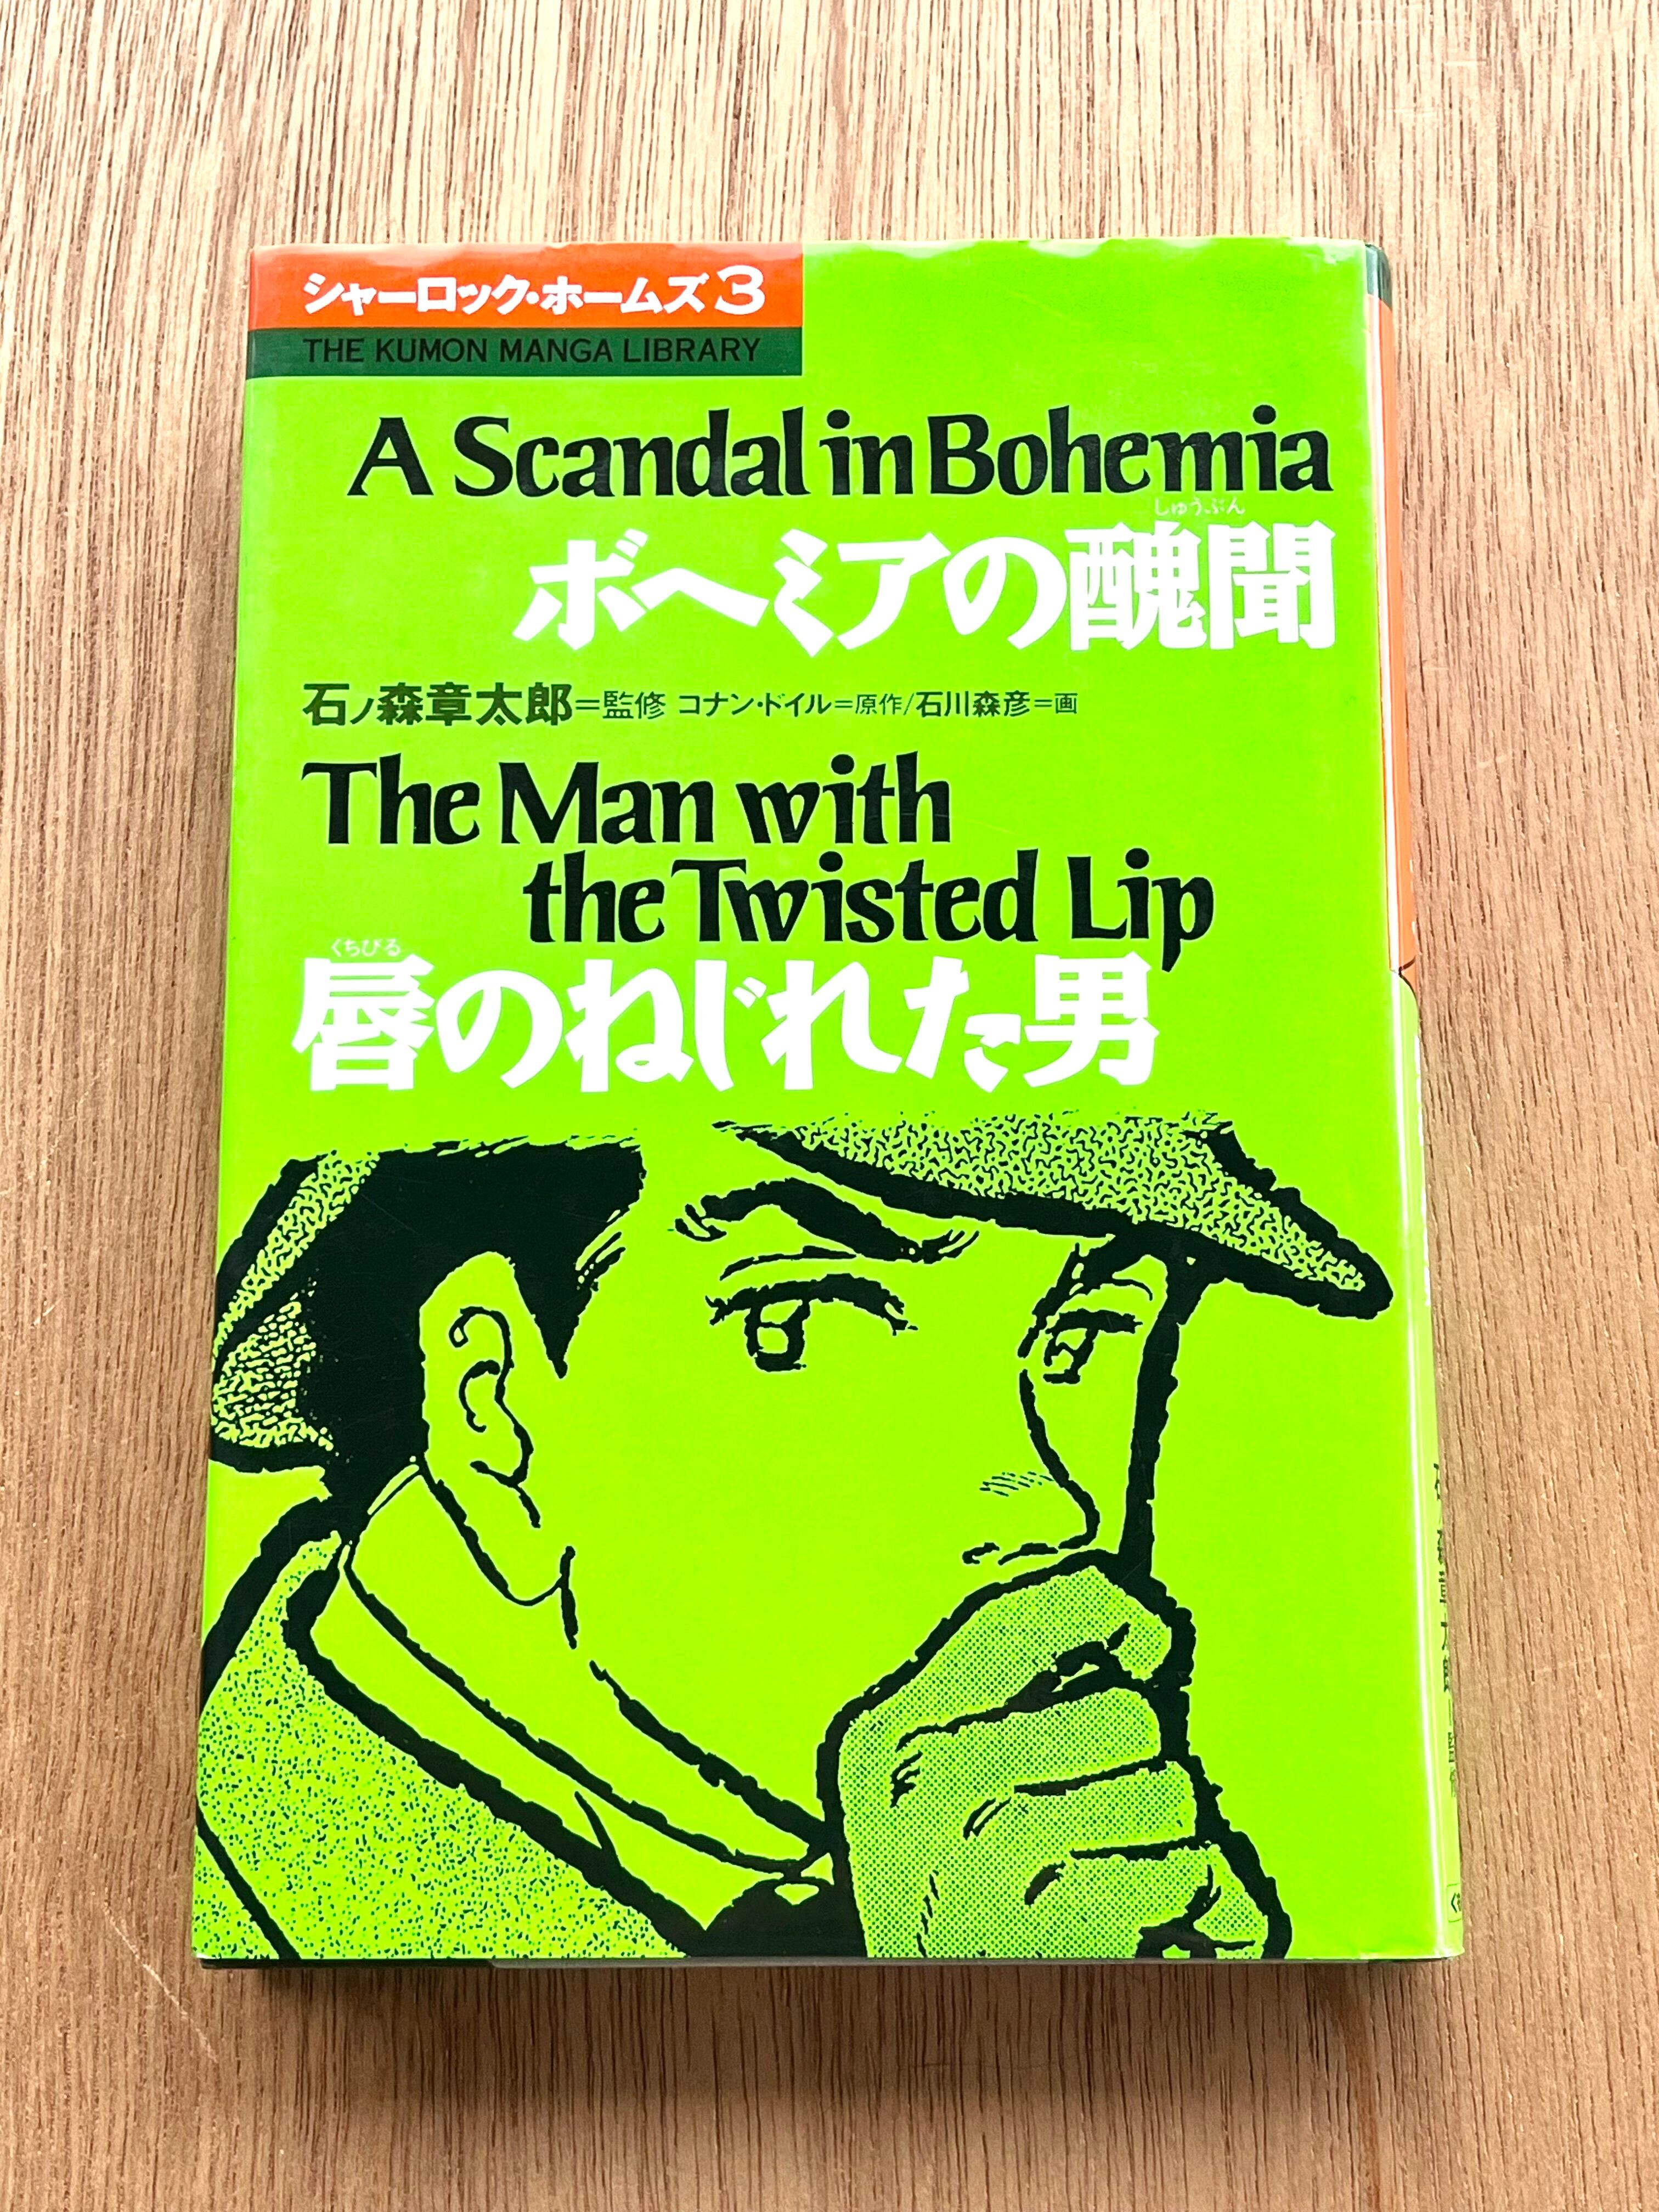 シャーロック・ホームズ3
THE KUMON MANGA LIBRARY
A Scandal in Bohemia
しゅうぶん
ボヘミアの醜聞
石ノ森章太郎=監修 コナン・ドイル=原作/石川森彦=画
The Man with
the Twisted Lip
くちびる
唇のねじれた男